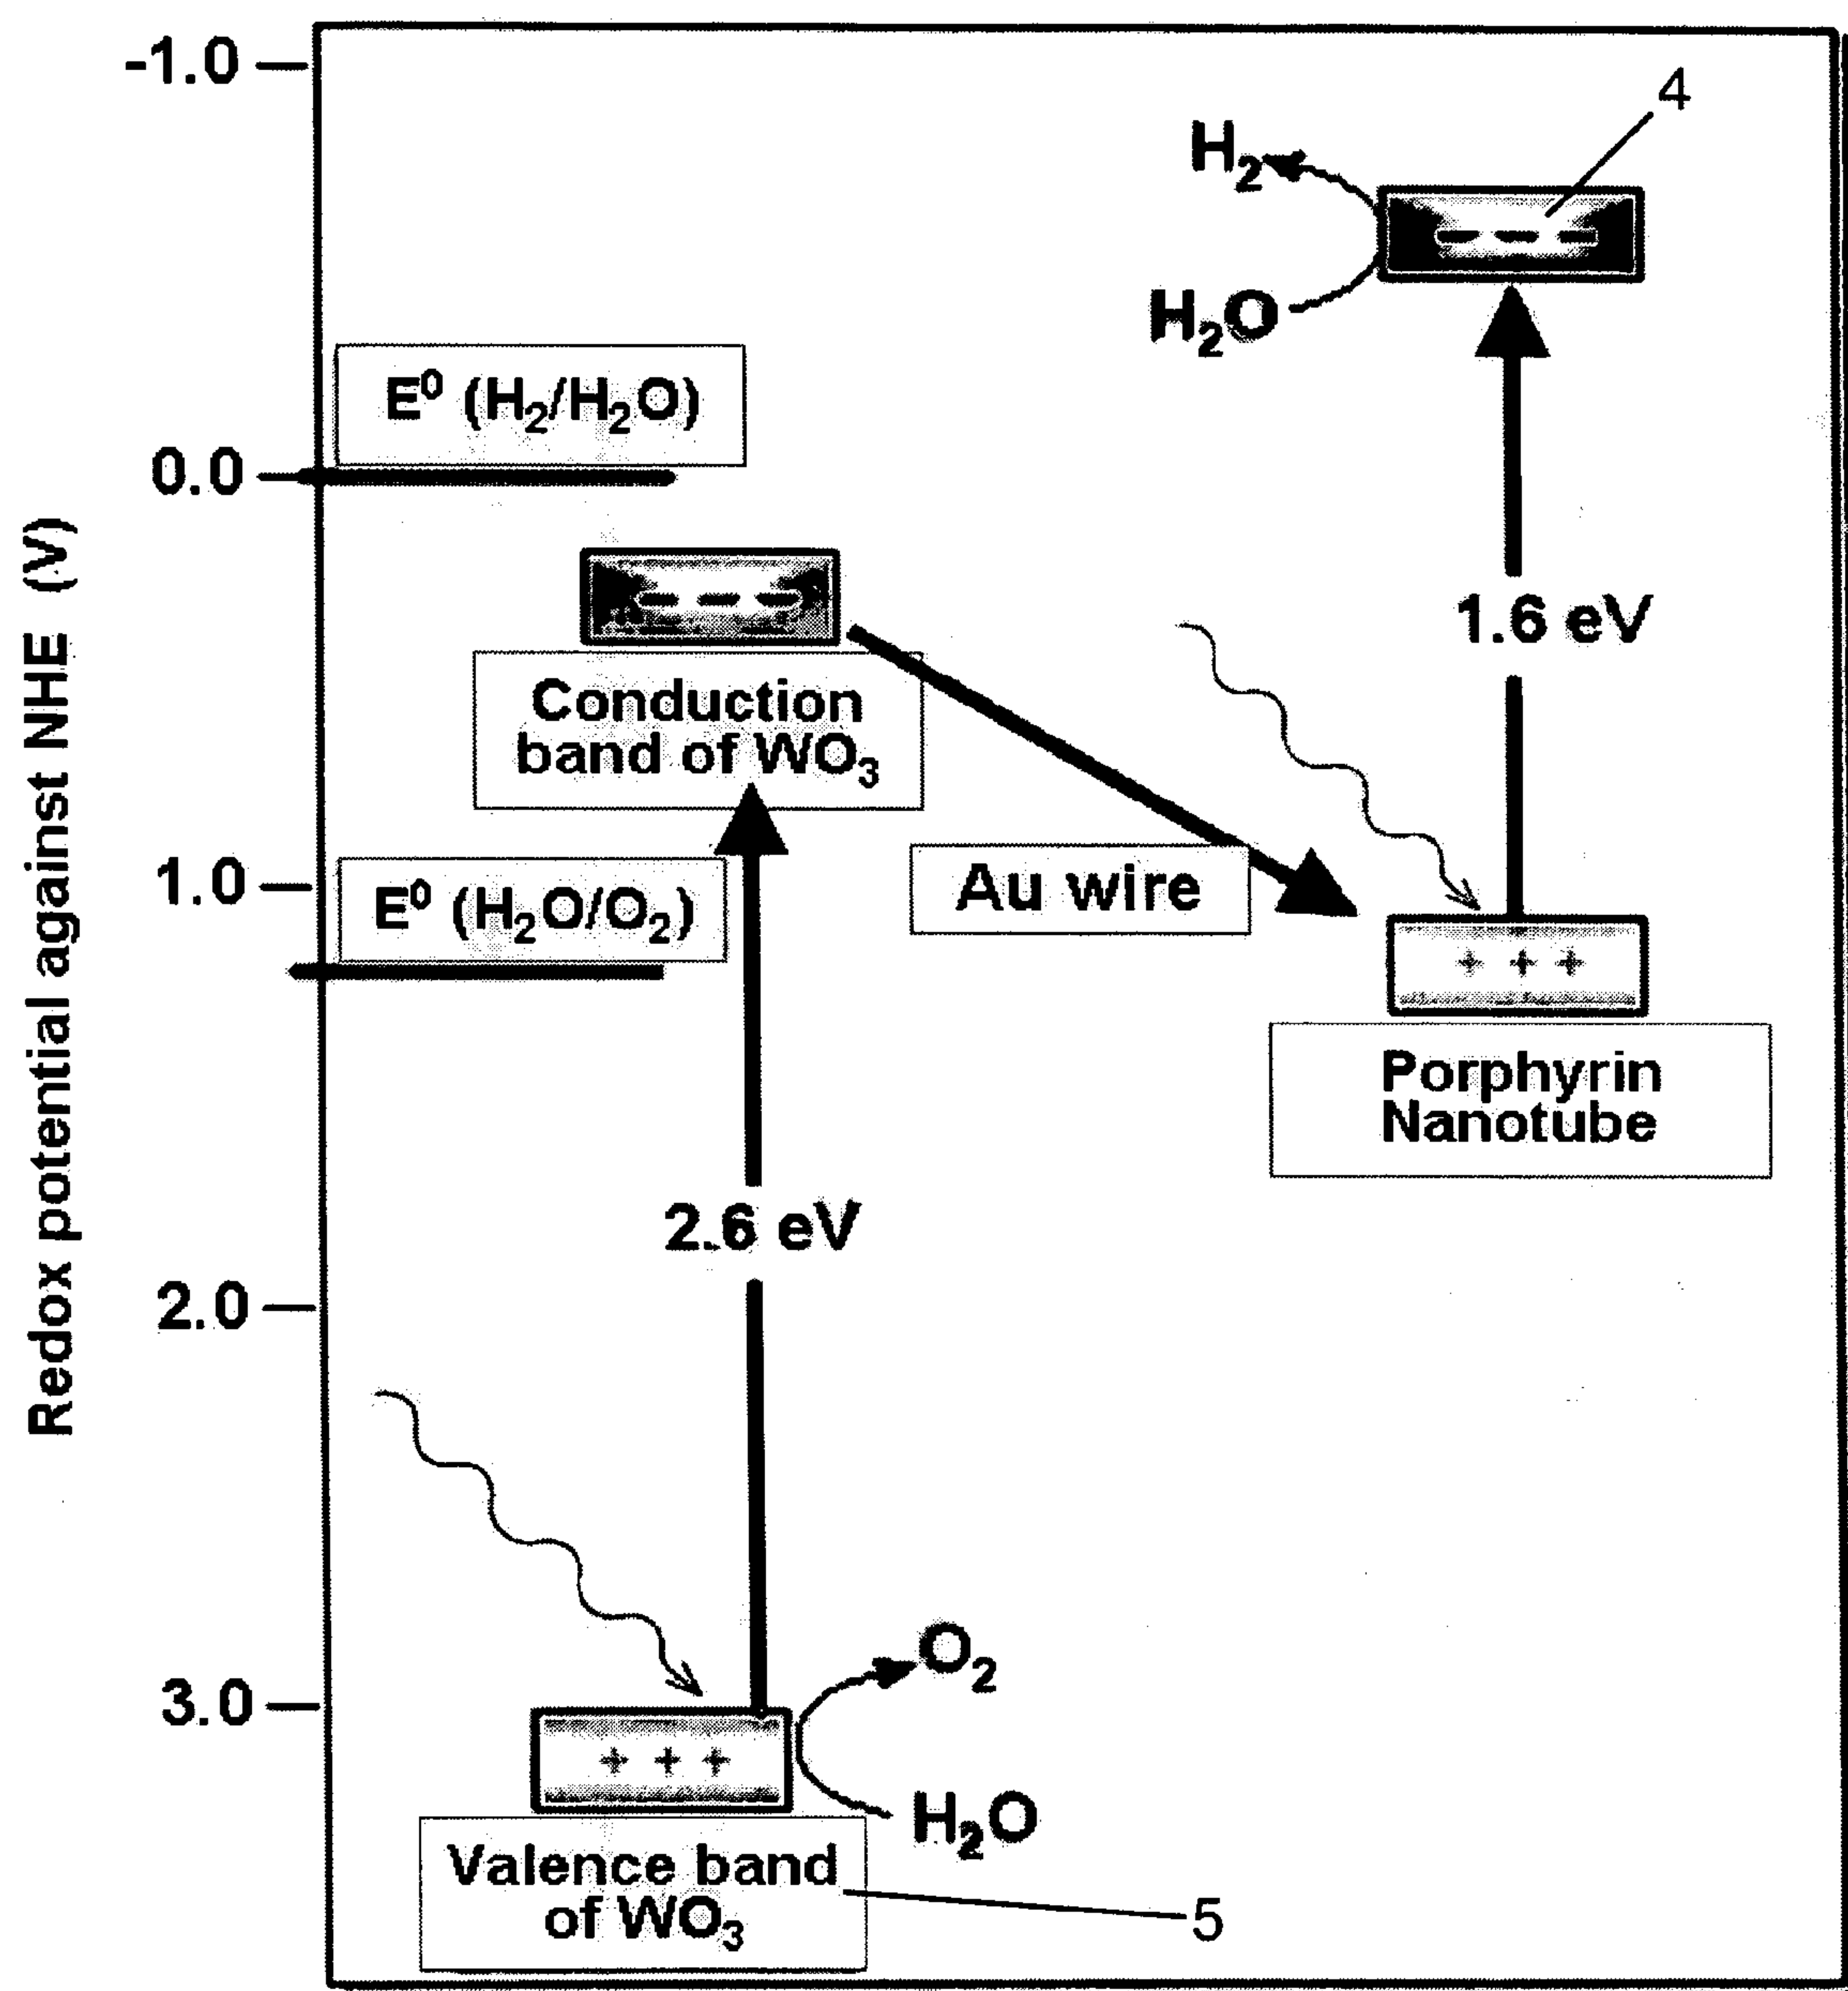 Redox potential against NHE (V)
-1.0
0.0
1.0
2.0
3.0
4
H₂
H₂O
E⁰ (H₂/H₂O)
1.6 eV
Conduction
band of WO₃
Au wire
E⁰ (H₂O/O₂)
+ + +
Porphyrin
Nanotube
2.6 eV
O₂
+ + +
H₂O
Valence band
of WO₃
5